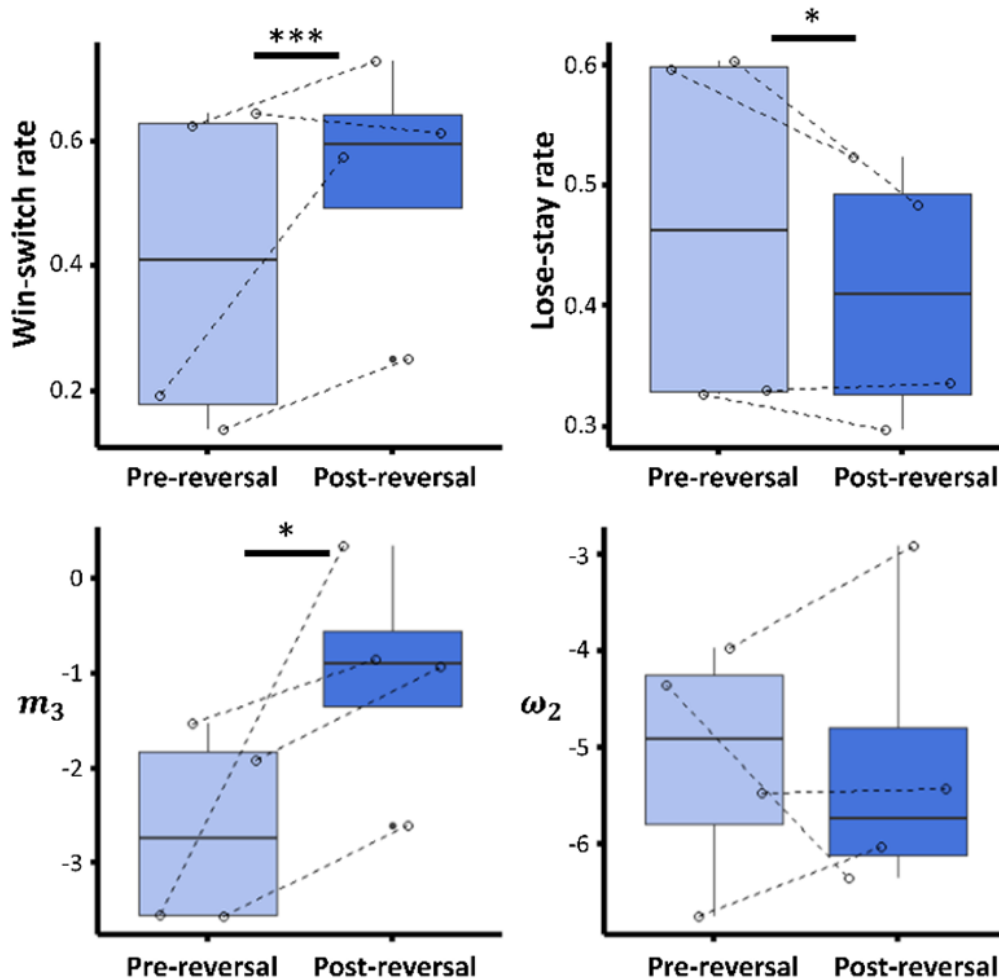 ***
Win-switch rate
0.6
0.4
0.2
Pre-reversal Post-reversal
*
Lose-stay rate
0.6
0.5
0.4
0.3
Pre-reversal Post-reversal
*
m₃
0
-1
-2
-3
Pre-reversal Post-reversal
ω₂
-3
-4
-5
-6
Pre-reversal Post-reversal